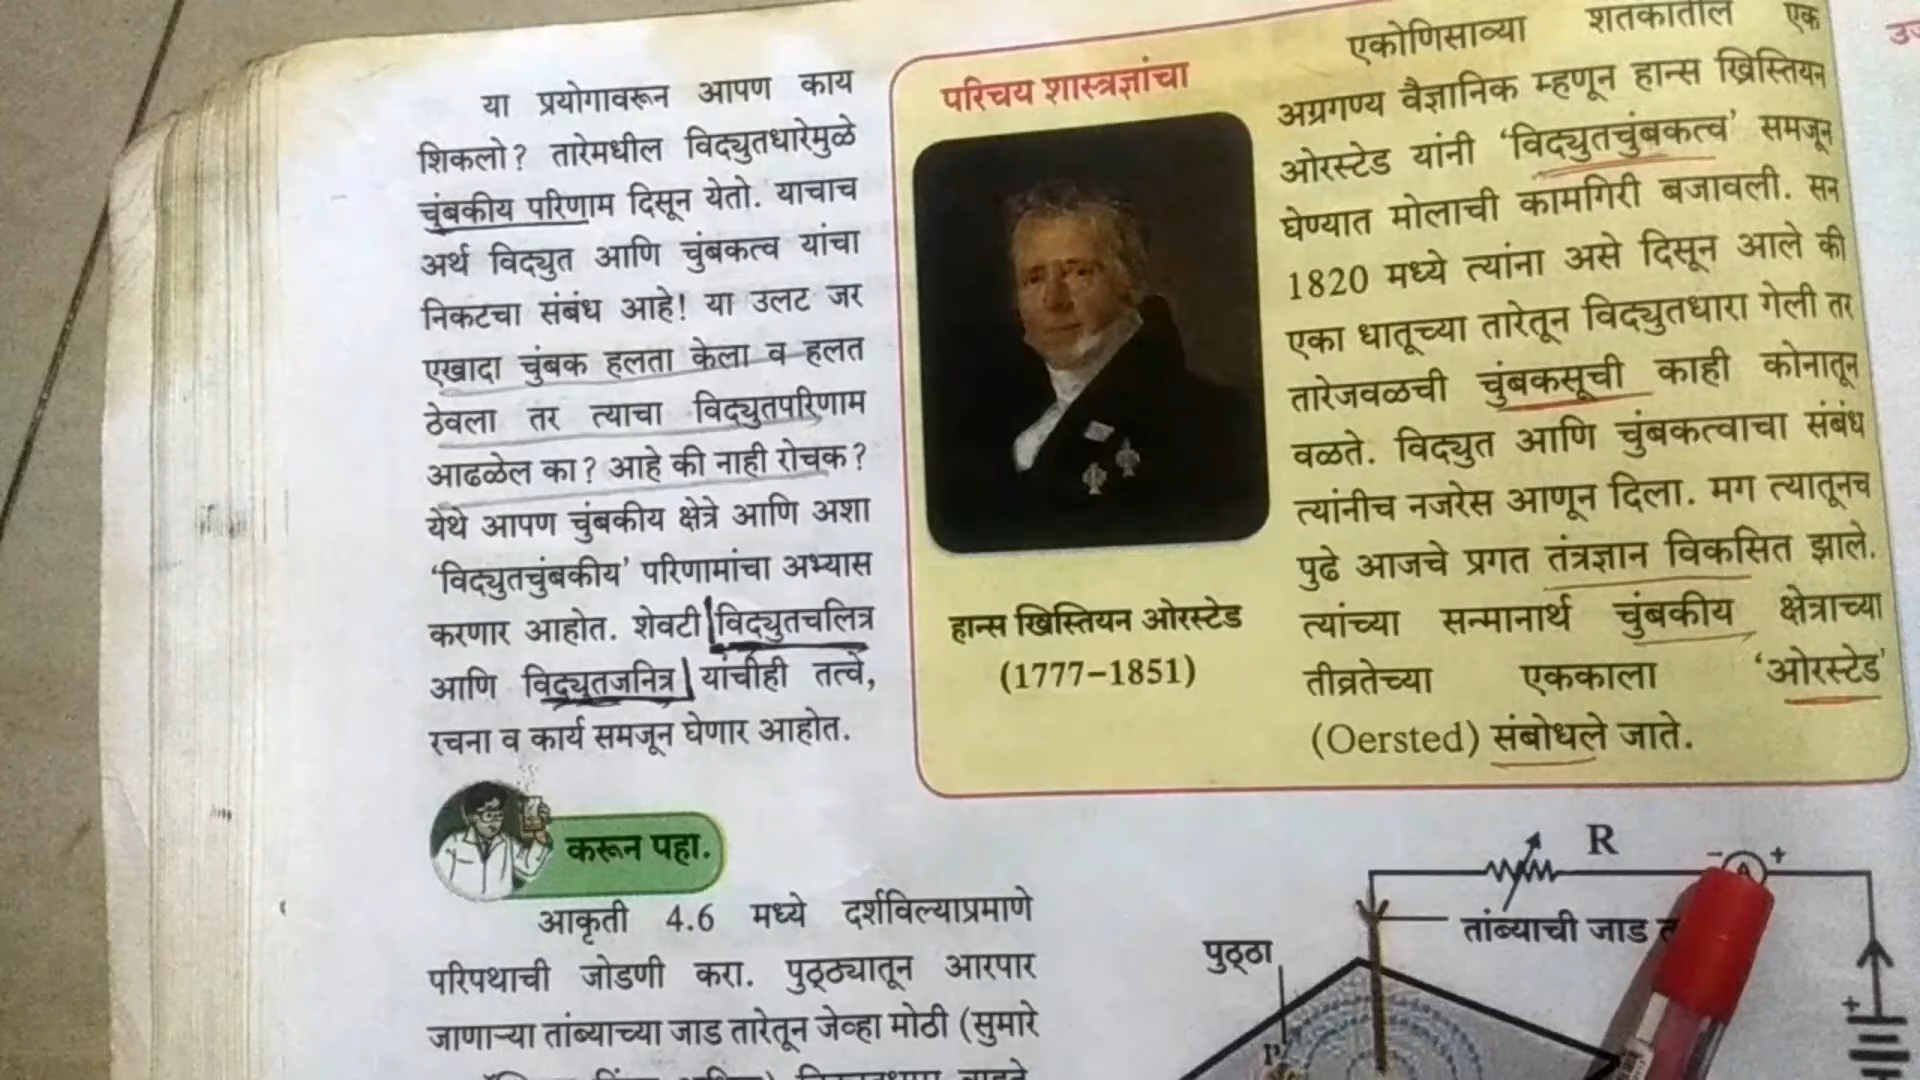 या प्रयोगावरून आपण काय
शिकलो? तारेमधील विद्युतधारेमुळे
चुंबकीय परिणाम दिसून येतो. याचाच
अर्थ विद्युत आणि चुंबकत्व यांचा
निकटचा संबंध आहे! या उलट जर
एखादा चुंबक हलता केला व हलत
ठेवला तर त्याचा विद्युतपरिणाम
आढळेल का? आहे की नाही रोचक?
येथे आपण चुंबकीय क्षेत्रे आणि अशा
'विद्युतचुंबकीय' परिणामांचा अभ्यास
करणार आहोत. शेवटी विद्युतचलित्र
आणि विद्युतजनित्र यांचीही तत्वे,
रचना व कार्य समजून घेणार आहोत.
परिचय शास्त्रज्ञांचा
हान्स ख्रिस्तियन ओरस्टेड
(1777-1851)
एकोणिसाव्या शतकातील एक
अग्रगण्य वैज्ञानिक म्हणून हान्स ख्रिस्तियन
ओरस्टेड यांनी 'विद्युतचुंबकत्व' समजून
घेण्यात मोलाची कामगिरी बजावली. सन
1820 मध्ये त्यांना असे दिसून आले की
एका धातूच्या तारेतून विद्युतधारा गेली तर
तारेजवळची चुंबकसूची काही कोनातून
वळते. विद्युत आणि चुंबकत्वाचा संबंध
त्यांनीच नजरेस आणून दिला. मग त्यातूनच
पुढे आजचे प्रगत तंत्रज्ञान विकसित झाले.
त्यांच्या सन्मानार्थ चुंबकीय क्षेत्राच्या
तीव्रतेच्या एककाला 'ओरस्टेड'
(Oersted) संबोधले जाते.
करून पहा.
आकृती 4.6 मध्ये दर्शविल्याप्रमाणे
परिपथाची जोडणी करा. पुठ्ठ्यातून आरपार
जाणाऱ्या तांब्याच्या जाड तारेतून जेव्हा मोठी (सुमारे
R
- +
तांब्याची जाड
पुठ्ठा
P
+